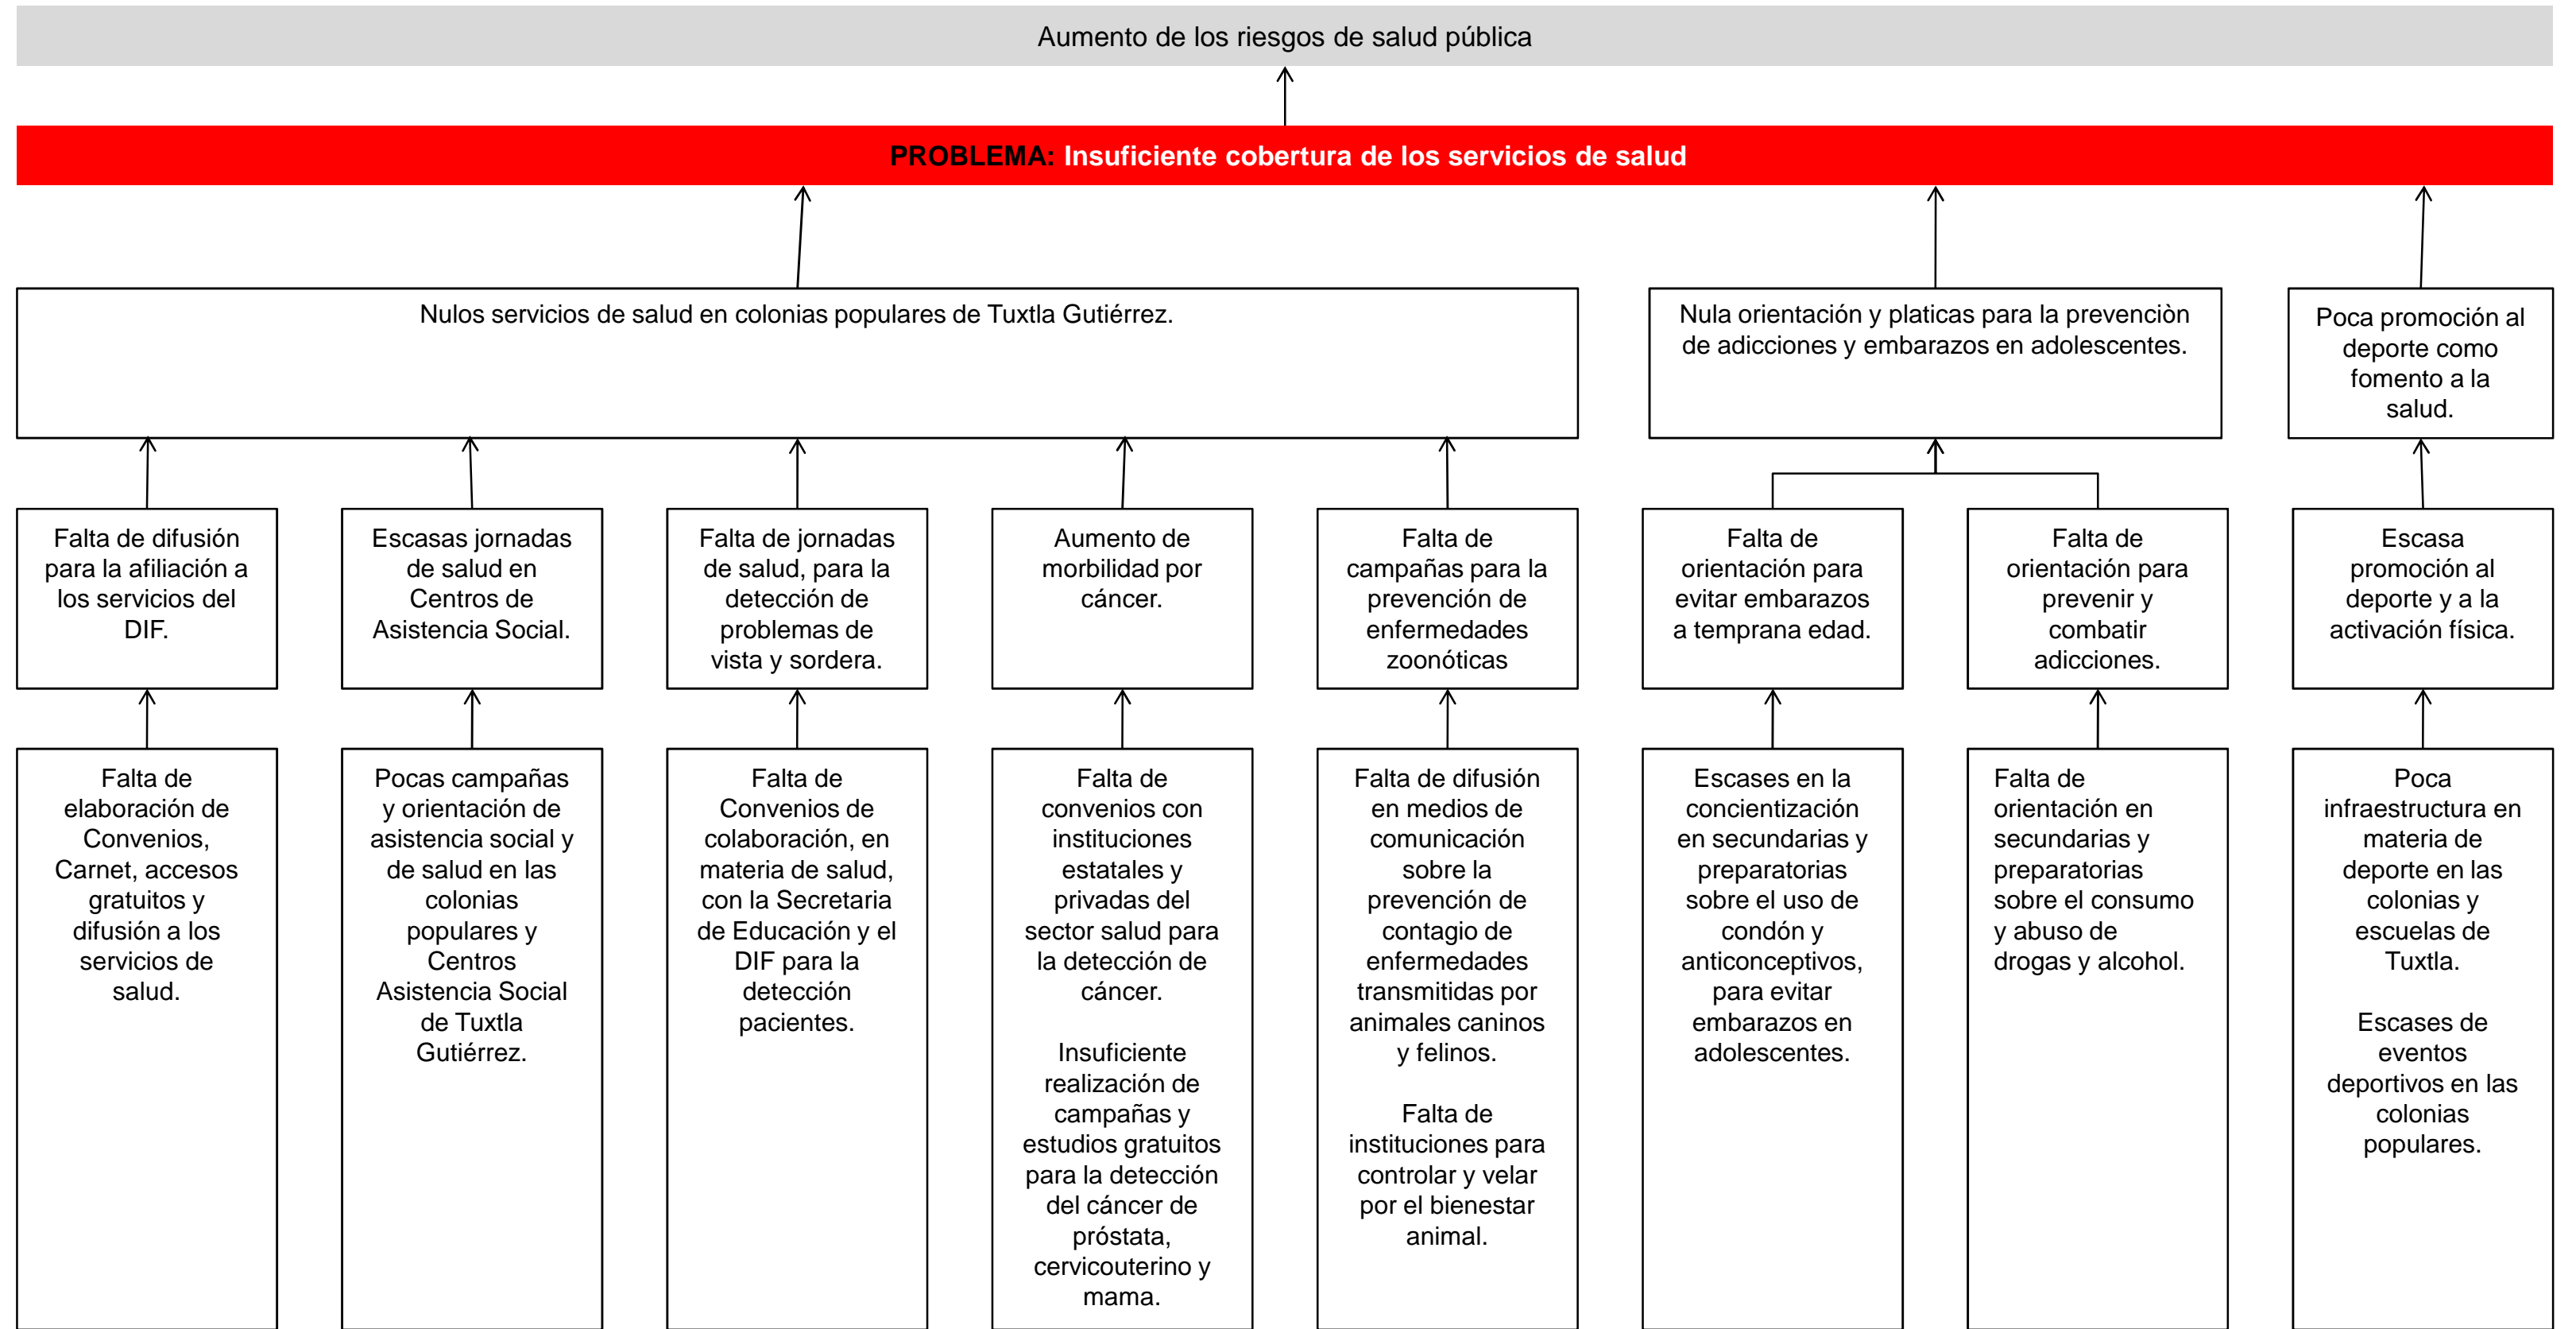 Aumento de los riesgos de salud pública
PROBLEMA: Insuficiente cobertura de los servicios de salud
Nulos servicios de salud en colonias populares de Tuxtla Gutiérrez.
Nula orientación y platicas para la prevenciòn
de adicciones y embarazos en adolescentes.
Poca promoción al
deporte como
fomento a la
salud.
Falta de difusión
para la afiliación a
los servicios del
DIF.
Escasas jornadas
de salud en
Centros de
Asistencia Social.
Falta de jornadas
de salud, para la
detección de
problemas de
vista y sordera.
Aumento de
morbilidad por
cáncer.
Falta de
campañas para la
prevención de
enfermedades
zoonóticas
Falta de
orientación para
evitar embarazos
a temprana edad.
Falta de
orientación para
prevenir y
combatir
adicciones.
Escasa
promoción al
deporte y a la
activación física.
Falta de
elaboración de
Convenios,
Carnet, accesos
gratuitos y
difusión a los
servicios de
salud.
Pocas campañas
y orientación de
asistencia social y
de salud en las
colonias
populares y
Centros
Asistencia Social
de Tuxtla
Gutiérrez.
Falta de
Convenios de
colaboración, en
materia de salud,
con la Secretaria
de Educación y el
DIF para la
detección
pacientes.
Falta de
convenios con
instituciones
estatales y
privadas del
sector salud para
la detección de
cáncer.
Insuficiente
realización de
campañas y
estudios gratuitos
para la detección
del cáncer de
próstata,
cervicouterino y
mama.
Falta de difusión
en medios de
comunicación
sobre la
prevención de
contagio de
enfermedades
transmitidas por
animales caninos
y felinos.
Falta de
instituciones para
controlar y velar
por el bienestar
animal.
Escases en la
concientización
en secundarias y
preparatorias
sobre el uso de
condón y
anticonceptivos,
para evitar
embarazos en
adolescentes.
Falta de
orientación en
secundarias y
preparatorias
sobre el consumo
y abuso de
drogas y alcohol.
Poca
infraestructura en
materia de
deporte en las
colonias y
escuelas de
Tuxtla.
Escases de
eventos
deportivos en las
colonias
populares.